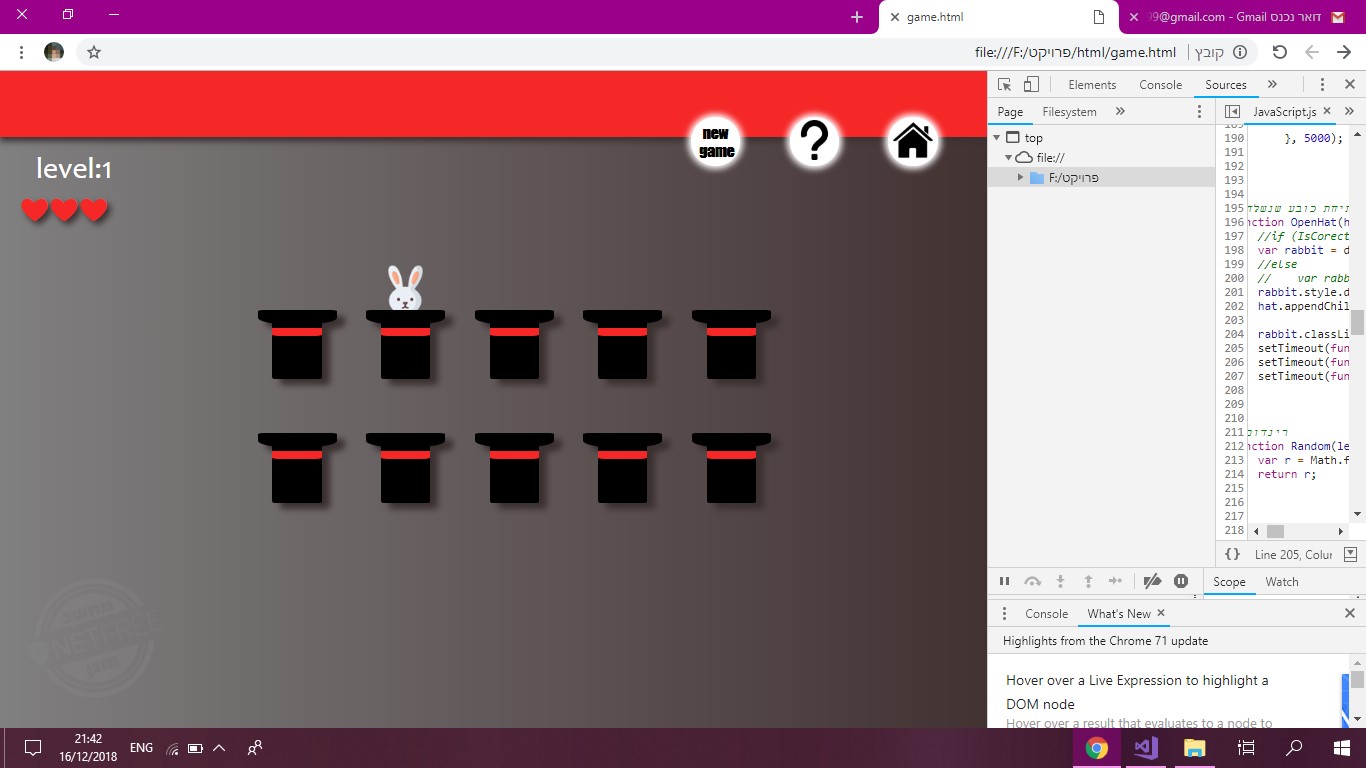 game.html
09@gmail.com - Gmail דואר נכנס
file:///F:/פרויקט/html/game.html
קובץ
new
game
?
level:1
Elements Console Sources »
Page Filesystem »
JavaScript.js
top
file://
F:/פרויקט
189
190 }, 5000);
191
192
193
194
195 תיחת כובע שנשלד
196 nction OpenHat(h
197 //if (IsCorect
198 var rabbit = d
199 //else
200 // var rabb
201 rabbit.style.d
202 hat.appendChil
203
204 rabbit.classLi
205 setTimeout(fun
206 setTimeout(fun
207 setTimeout(fun
208
209
210
211 רינדומ
212 nction Random(le
213 var r = Math.f
214 return r;
215
216
217
218
{} Line 205, Colur
Scope Watch
Console What's New
Highlights from the Chrome 71 update
Hover over a Live Expression to highlight a
DOM node
Hover over a result that evaluates to a node to
NETFREE
21:42
16/12/2018
ENG